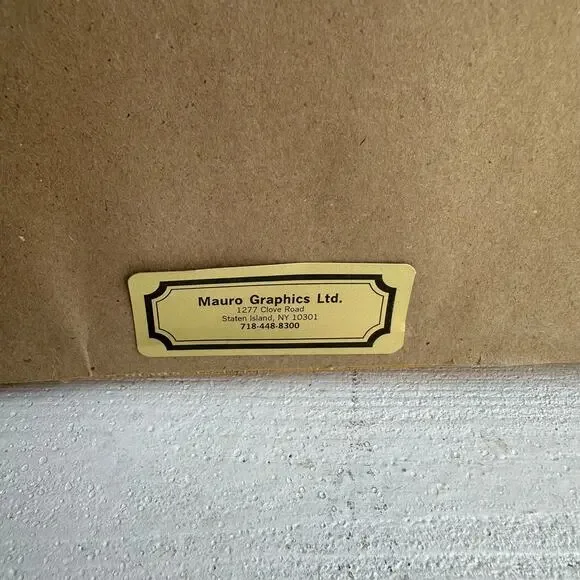 Mauro Graphics Ltd.
1277 Clove Road
Staten Island, NY 10301
718-448-8300